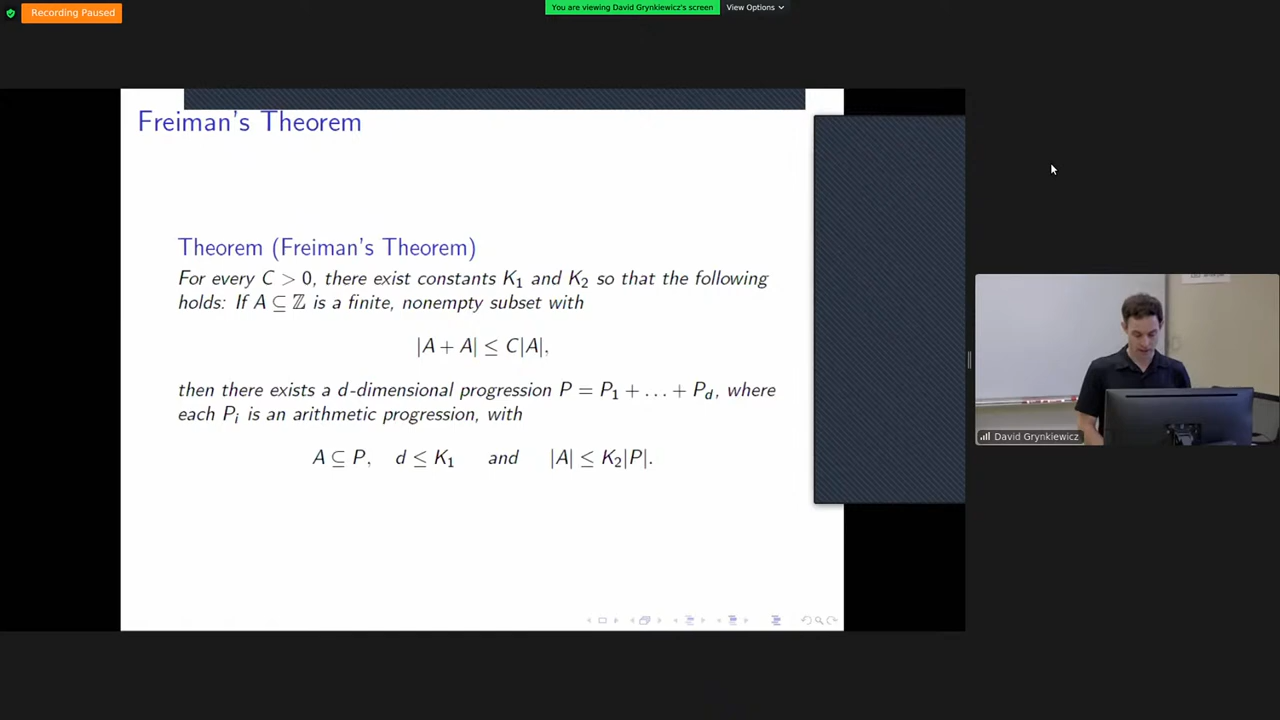 Recording Paused
You are viewing David Grynkiewicz's screen
View Options
Freiman's Theorem
Theorem (Freiman's Theorem)
For every C > 0, there exist constants K₁ and K₂ so that the following
holds: If A ⊆ ℤ is a finite, nonempty subset with
|A + A| ≤ C|A|,
then there exists a d-dimensional progression P = P₁ + . . . + P_d, where
each P_i is an arithmetic progression, with
A ⊆ P, d ≤ K₁ and |A| ≤ K₂|P|.
David Grynkiewicz